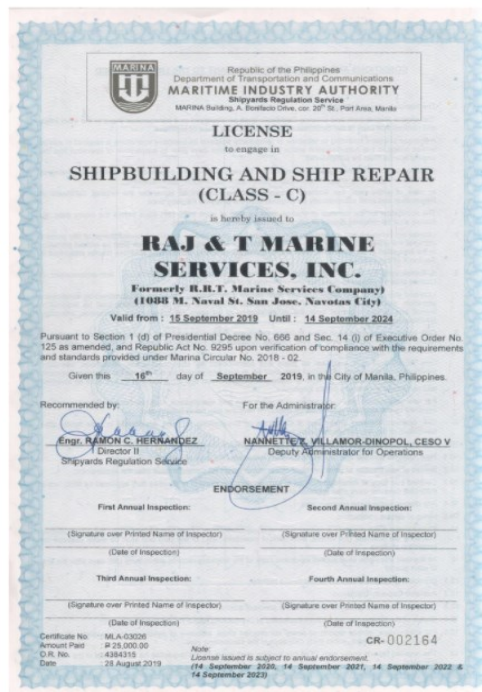 MARINA
Republic of the Philippines
Department of Transportation and Communications
MARITIME INDUSTRY AUTHORITY
Shipyards Regulation Service
MARINA Building, A. Bonifacio Drive, cor. 20th St., Port Area, Manila
LICENSE
to engage in
SHIPBUILDING AND SHIP REPAIR
(CLASS - C)
is hereby issued to
RAJ & T MARINE
SERVICES, INC.
Formerly R.R.T. Marine Services Company)
(1088 M. Naval St. San Jose, Navotas City)
Valid from : 15 September 2019 Until : 14 September 2024
Pursuant to Section 1 (d) of Presidential Decree No. 666 and Sec. 14 (i) of Executive Order No.
125 as amended, and Republic Act No. 9295 upon verification of compliance with the requirements
and standards provided under Marina Circular No. 2018 - 02.
Given this 16th day of September 2019, in the City of Manila, Philippines.
Recommended by: For the Administrator:
Engr. RAMON C. HERNANDEZ NANNETTE Z. VILLAMOR-DINOPOL, CESO V
Director II Deputy Administrator for Operations
Shipyards Regulation Service
ENDORSEMENT
First Annual Inspection: Second Annual Inspection:
(Signature over Printed Name of Inspector) (Signature over Printed Name of Inspector)
(Date of Inspection) (Date of Inspection)
Third Annual Inspection: Fourth Annual Inspection:
(Signature over Printed Name of Inspector) (Signature over Printed Name of Inspector)
(Date of Inspection) (Date of Inspection)
Certificate No. : MLA-03026 CR-002164
Amount Paid : ₱ 25,000.00
O.R. No. : 4384315
Date : 28 August 2019
Note:
License issued is subject to annual endorsement.
(14 September 2020, 14 September 2021, 14 September 2022 &
14 September 2023)